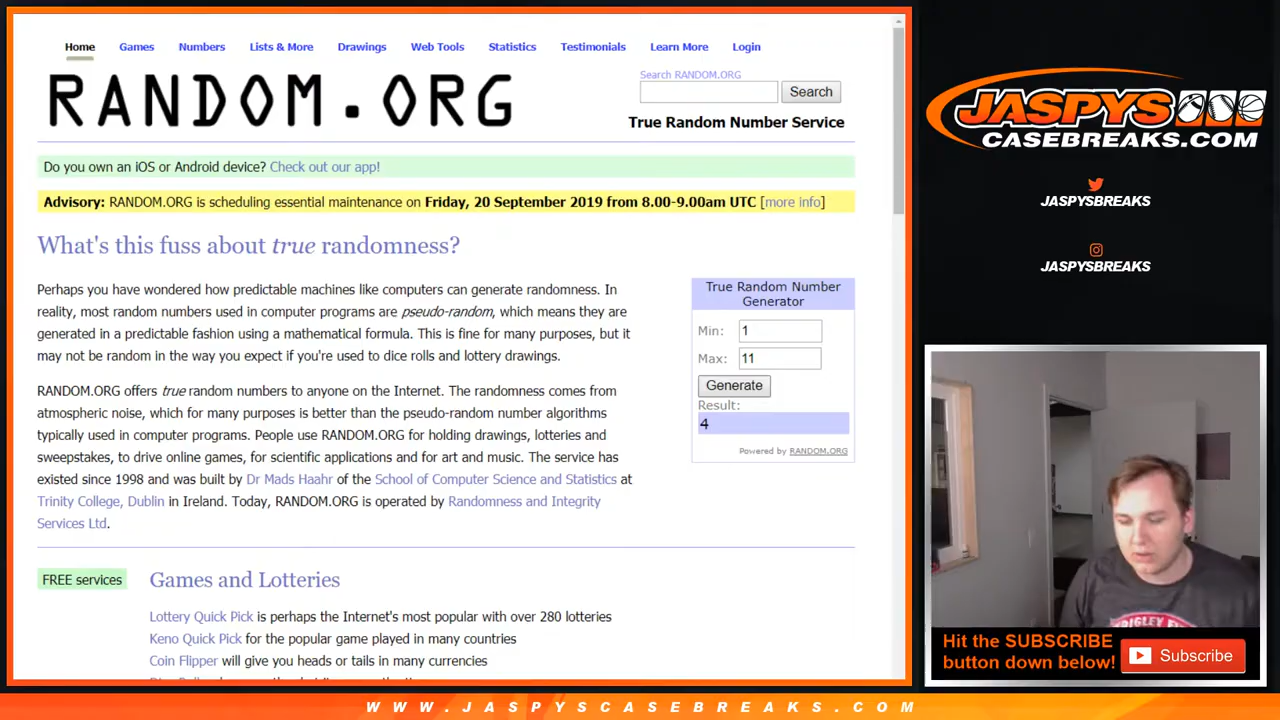 Home Games Numbers Lists & More Drawings Web Tools Statistics Testimonials Learn More Login
RANDOM.ORG
Search RANDOM.ORG
Search
True Random Number Service
Do you own an iOS or Android device? Check out our app!
Advisory: RANDOM.ORG is scheduling essential maintenance on Friday, 20 September 2019 from 8.00-9.00am UTC [more info]
What's this fuss about true randomness?
Perhaps you have wondered how predictable machines like computers can generate randomness. In
reality, most random numbers used in computer programs are pseudo-random, which means they are
generated in a predictable fashion using a mathematical formula. This is fine for many purposes, but it
may not be random in the way you expect if you're used to dice rolls and lottery drawings.
RANDOM.ORG offers true random numbers to anyone on the Internet. The randomness comes from
atmospheric noise, which for many purposes is better than the pseudo-random number algorithms
typically used in computer programs. People use RANDOM.ORG for holding drawings, lotteries and
sweepstakes, to drive online games, for scientific applications and for art and music. The service has
existed since 1998 and was built by Dr Mads Haahr of the School of Computer Science and Statistics at
Trinity College, Dublin in Ireland. Today, RANDOM.ORG is operated by Randomness and Integrity
Services Ltd.
True Random Number
Generator
Min: 1
Max: 11
Generate
Result:
4
Powered by RANDOM.ORG
FREE services
Games and Lotteries
Lottery Quick Pick is perhaps the Internet's most popular with over 280 lotteries
Keno Quick Pick for the popular game played in many countries
Coin Flipper will give you heads or tails in many currencies
JASPYS
CASEBREAKS.COM
JASPYSBREAKS
JASPYSBREAKS
Hit the SUBSCRIBE
button down below!
Subscribe
WWW.JASPYSCASEBREAKS.COM